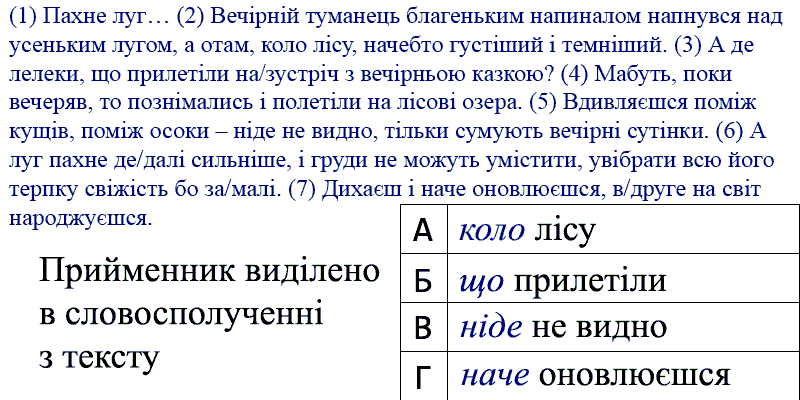 (1) Пахне луг… (2) Вечірній туманець благеньким напиналом напнувся над
усеньким лугом, а отам, коло лісу, начебто густіший і темніший. (3) А де
лелеки, що прилетіли на/зустріч з вечірньою казкою? (4) Мабуть, поки
вечеряв, то познімались і полетіли на лісові озера. (5) Вдивляєшся поміж
кущів, поміж осоки – ніде не видно, тільки сумують вечірні сутінки. (6) А
луг пахне де/далі сильніше, і груди не можуть умістити, увібрати всю його
терпку свіжість бо за/малі. (7) Дихаєш і наче оновлюєшся, в/друге на світ
народжуєшся.
Прийменник виділено
в словосполученні
з тексту
А коло лісу
Б що прилетіли
В ніде не видно
Г наче оновлюєшся